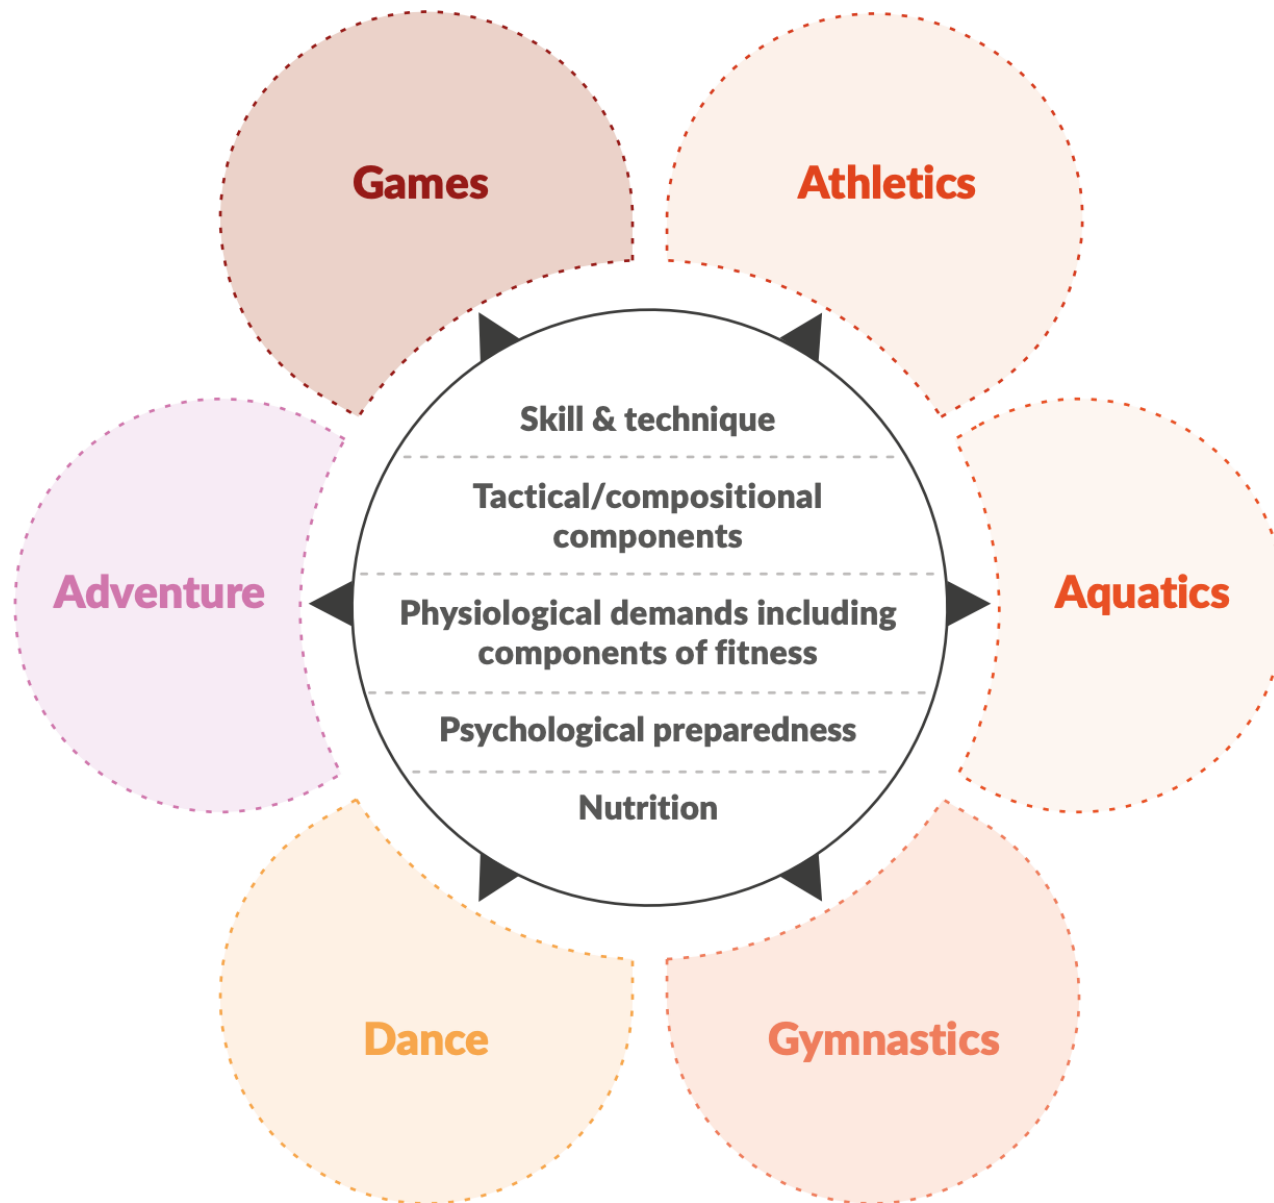 Games
Athletics
Skill & technique
Tactical/compositional
components
Adventure
Physiological demands including
components of fitness
Aquatics
Psychological preparedness
Nutrition
Dance
Gymnastics